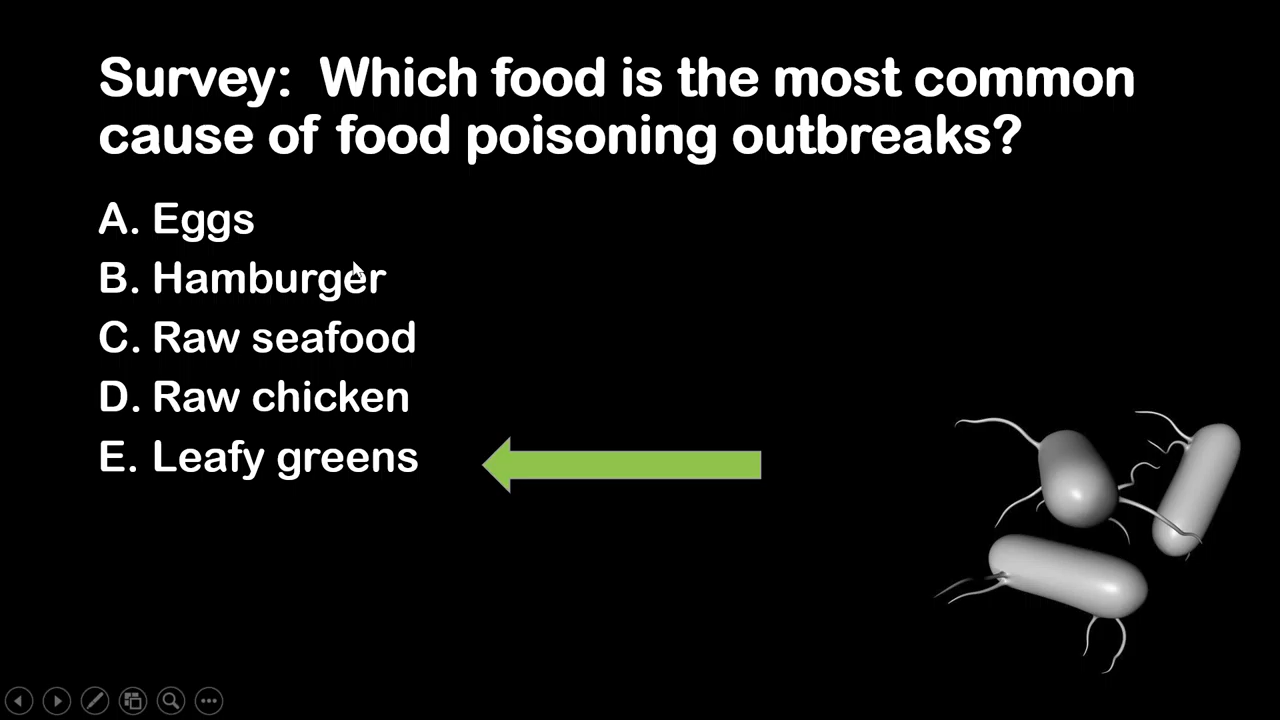 Survey:  Which food is the most common
cause of food poisoning outbreaks?
A. Eggs
B. Hamburger
C. Raw seafood
D. Raw chicken
E. Leafy greens